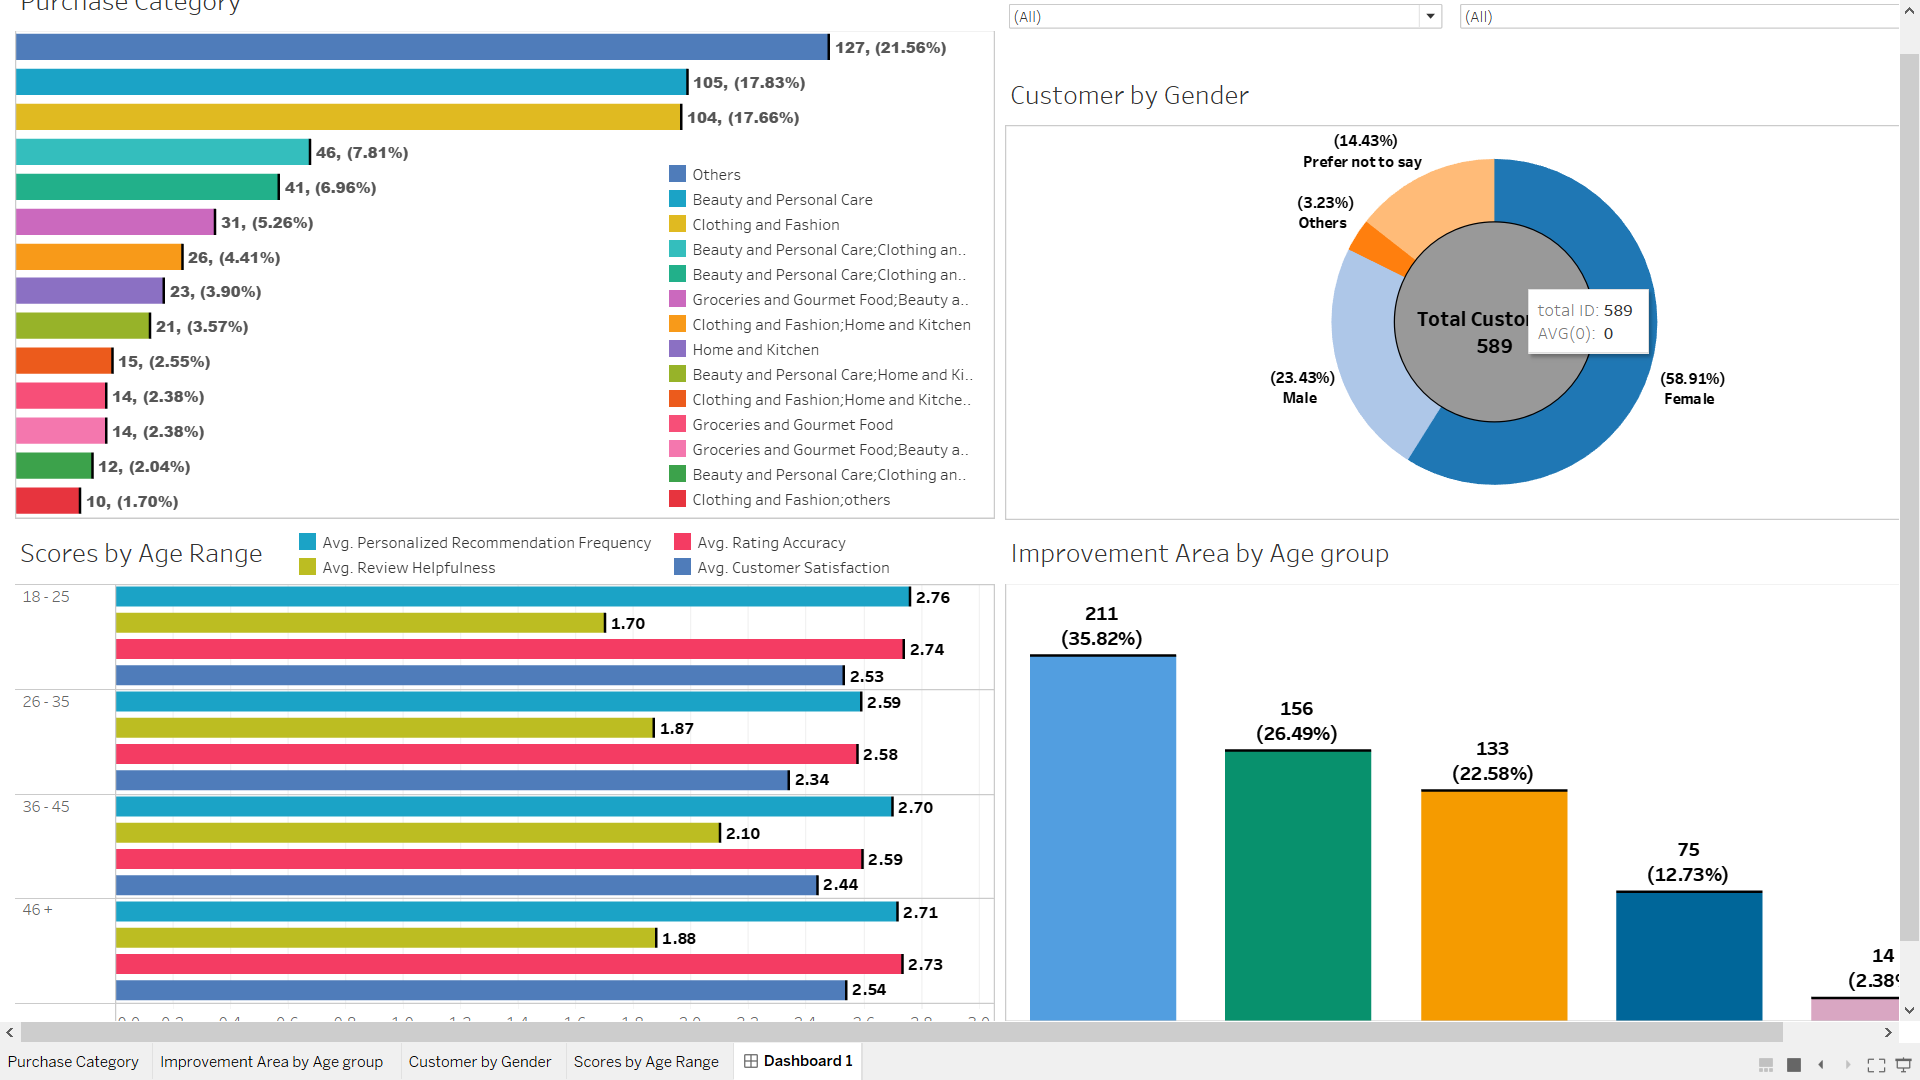 Purchase Category
(All)
(All)
127, (21.56%)
105, (17.83%)
104, (17.66%)
46, (7.81%)
41, (6.96%)
31, (5.26%)
26, (4.41%)
23, (3.90%)
21, (3.57%)
15, (2.55%)
14, (2.38%)
14, (2.38%)
12, (2.04%)
10, (1.70%)
Others
Beauty and Personal Care
Clothing and Fashion
Beauty and Personal Care;Clothing an..
Beauty and Personal Care;Clothing an..
Groceries and Gourmet Food;Beauty a..
Clothing and Fashion;Home and Kitchen
Home and Kitchen
Beauty and Personal Care;Home and Ki..
Clothing and Fashion;Home and Kitche..
Groceries and Gourmet Food
Groceries and Gourmet Food;Beauty a..
Beauty and Personal Care;Clothing an..
Clothing and Fashion;others
Customer by Gender
(14.43%)
Prefer not to say
(3.23%)
Others
(23.43%)
Male
(58.91%)
Female
Total Custo
589
total ID: 589
AVG(0): 0
Scores by Age Range
Avg. Personalized Recommendation Frequency
Avg. Rating Accuracy
Avg. Review Helpfulness
Avg. Customer Satisfaction
18 - 25
2.76
1.70
2.74
2.53
26 - 35
2.59
1.87
2.58
2.34
36 - 45
2.70
2.10
2.59
2.44
46 +
2.71
1.88
2.73
2.54
Improvement Area by Age group
211
(35.82%)
156
(26.49%)
133
(22.58%)
75
(12.73%)
14
(2.38%
Purchase Category
Improvement Area by Age group
Customer by Gender
Scores by Age Range
Dashboard 1